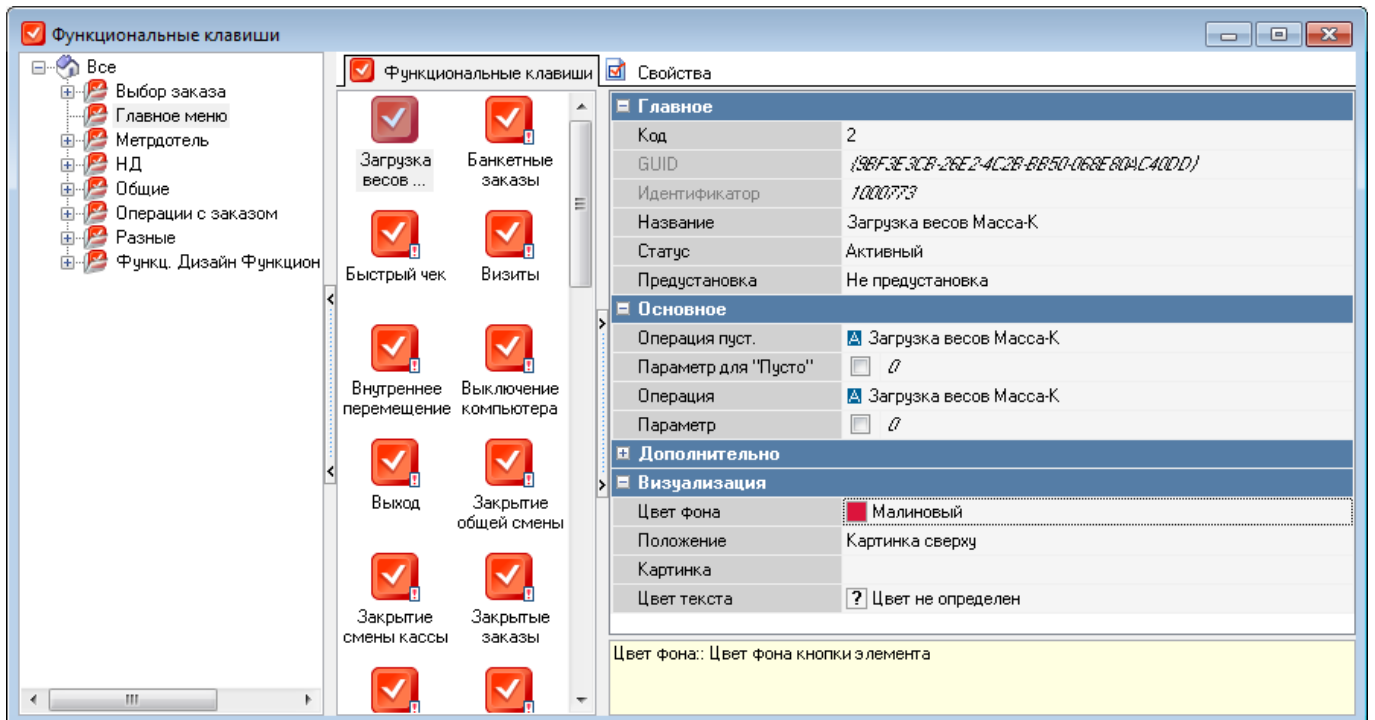 Функциональные клавиши
Все
Выбор заказа
Главное меню
Метрдотель
НД
Общие
Операции с заказом
Разные
Функц. Дизайн Функцион
Функциональные клавиши
Свойства
Загрузка
весов ...
Банкетные
заказы
Быстрый чек
Визиты
Внутреннее
перемещение
Выключение
компьютера
Выход
Закрытие
общей смены
Закрытие
смены кассы
Закрытые
заказы
Главное
Код 2
GUID {9BF3E3CB-26E2-4C2B-BB50-068E80AC40DD}
Идентификатор 1000773
Название Загрузка весов Масса-К
Статус Активный
Предустановка Не предустановка
Основное
Операция пуст. Загрузка весов Масса-К
Параметр для "Пусто" 0
Операция Загрузка весов Масса-К
Параметр 0
Дополнительно
Визуализация
Цвет фона Малиновый
Положение Картинка сверху
Картинка
Цвет текста ? Цвет не определен
Цвет фона:: Цвет фона кнопки элемента